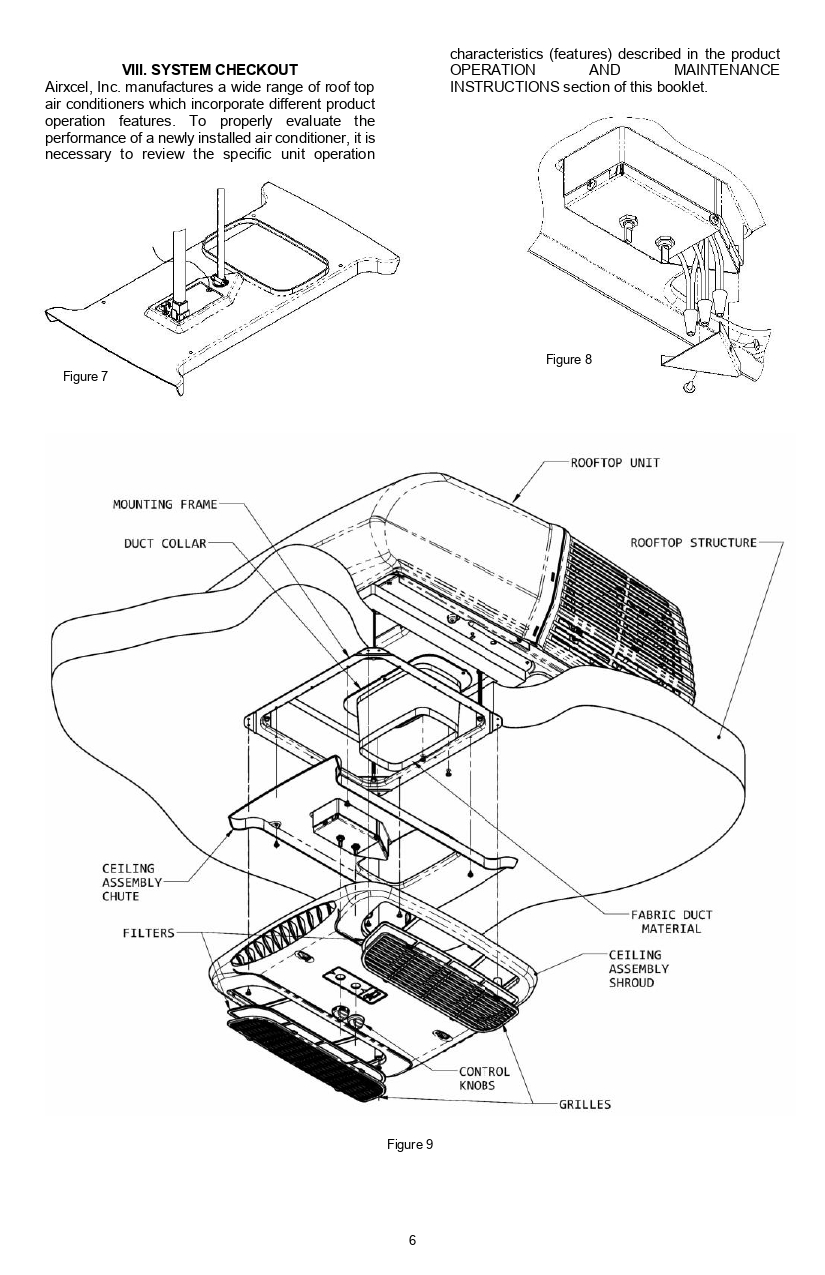 VIII. SYSTEM CHECKOUT
Airxcel, Inc. manufactures a wide range of roof top
air conditioners which incorporate different product
operation features. To properly evaluate the
performance of a newly installed air conditioner, it is
necessary to review the specific unit operation
characteristics (features) described in the product
OPERATION AND MAINTENANCE
INSTRUCTIONS section of this booklet.
Figure 7
Figure 8
ROOFTOP UNIT
MOUNTING FRAME
DUCT COLLAR
ROOFTOP STRUCTURE
CEILING
ASSEMBLY
CHUTE
FILTERS
FABRIC DUCT
MATERIAL
CEILING
ASSEMBLY
SHROUD
CONTROL
KNOBS
GRILLES
Figure 9
6